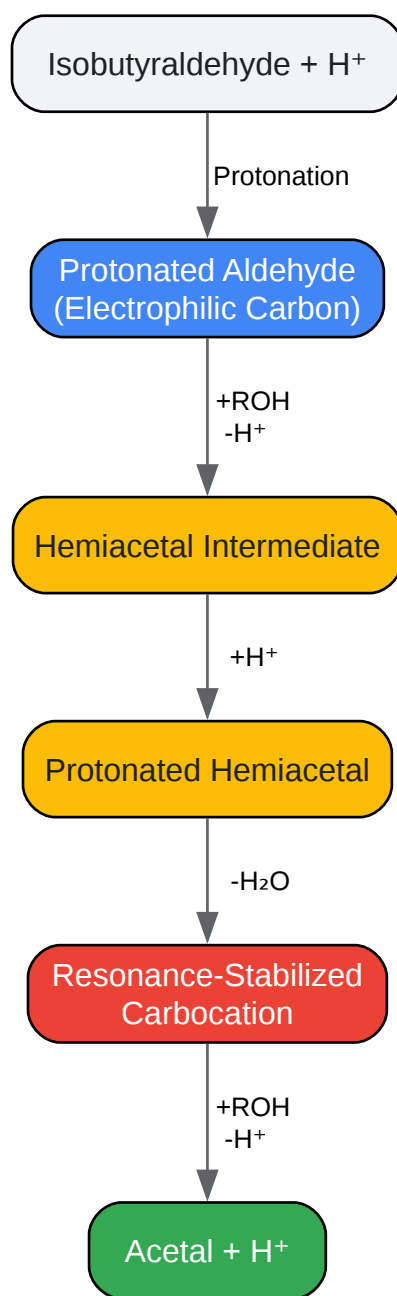 Isobutyraldehyde + H⁺
Protonation
Protonated Aldehyde
(Electrophilic Carbon)
+ROH
-H⁺
Hemiacetal Intermediate
+H⁺
Protonated Hemiacetal
-H₂O
Resonance-Stabilized
Carbocation
+ROH
-H⁺
Acetal + H⁺